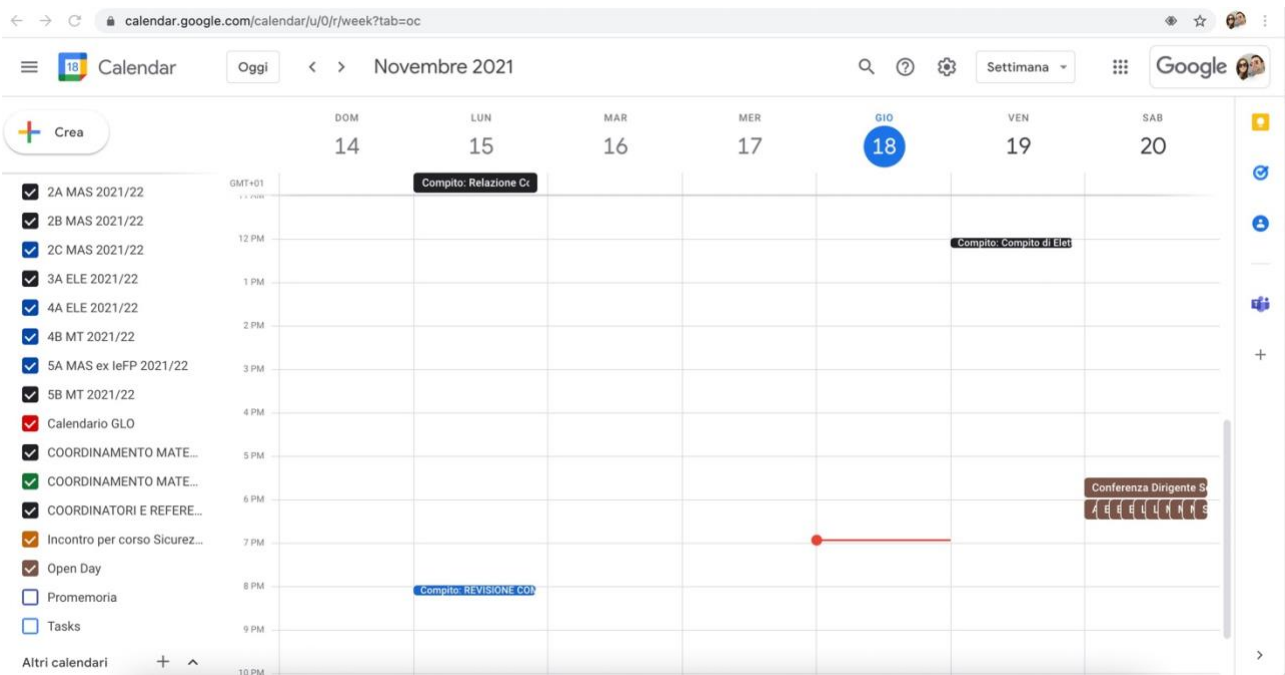 calendar.google.com/calendar/u/0/r/week?tab=oc
18 Calendar Oggi Novembre 2021 Settimana Google
Crea
DOM LUN MAR MER GIO VEN SAB
14 15 16 17 18 19 20
GMT+01 Compito: Relazione
2A MAS 2021/22
2B MAS 2021/22
2C MAS 2021/22
3A ELE 2021/22
4A ELE 2021/22
4B MT 2021/22
5A MAS ex IeFP 2021/22
5B MT 2021/22
Calendario GLO
COORDINAMENTO MATE...
COORDINAMENTO MATE...
COORDINATORI E REFERE...
Incontro per corso Sicurez...
Open Day
Promemoria
Tasks
Altri calendari
12 PM Compito: Compito di Elet
1 PM
2 PM
3 PM
4 PM
5 PM
Conferenza Dirigente
6 PM
7 PM
8 PM Compito: REVISIONE
9 PM
10 PM